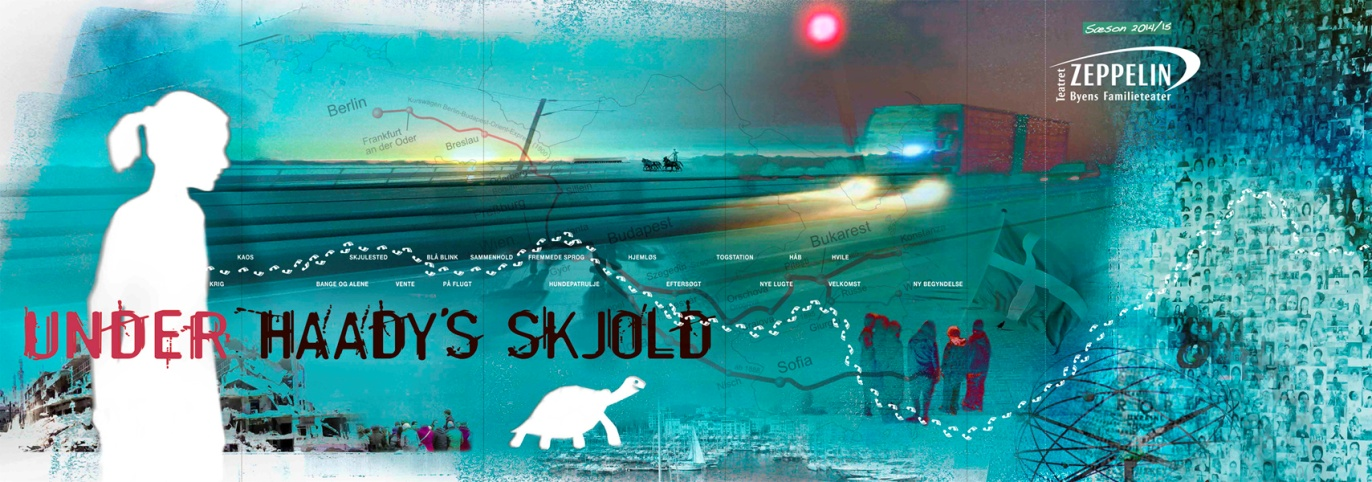 Sæson 2014/15
Teatret
ZEPPELIN
Byens Familieteater
Berlin
Frankfurt
an der Oder
Breslau
Budapest
Bukarest
Szegedin
Sofia
KAOS
SKJULESTED
BLÅ BLINK
SAMMENHOLD
FREMMEDE SPROG
HJEMLØS
TOGSTATION
HÅB
HVILE
KRIG
BANGE OG ALENE
VENTE
PÅ FLUGT
HUNDEPATRULJE
EFTERSØGT
NYE LUGTE
VELKOMST
NY BEGYNDELSE
UNDER HAADY'S SKJOLD